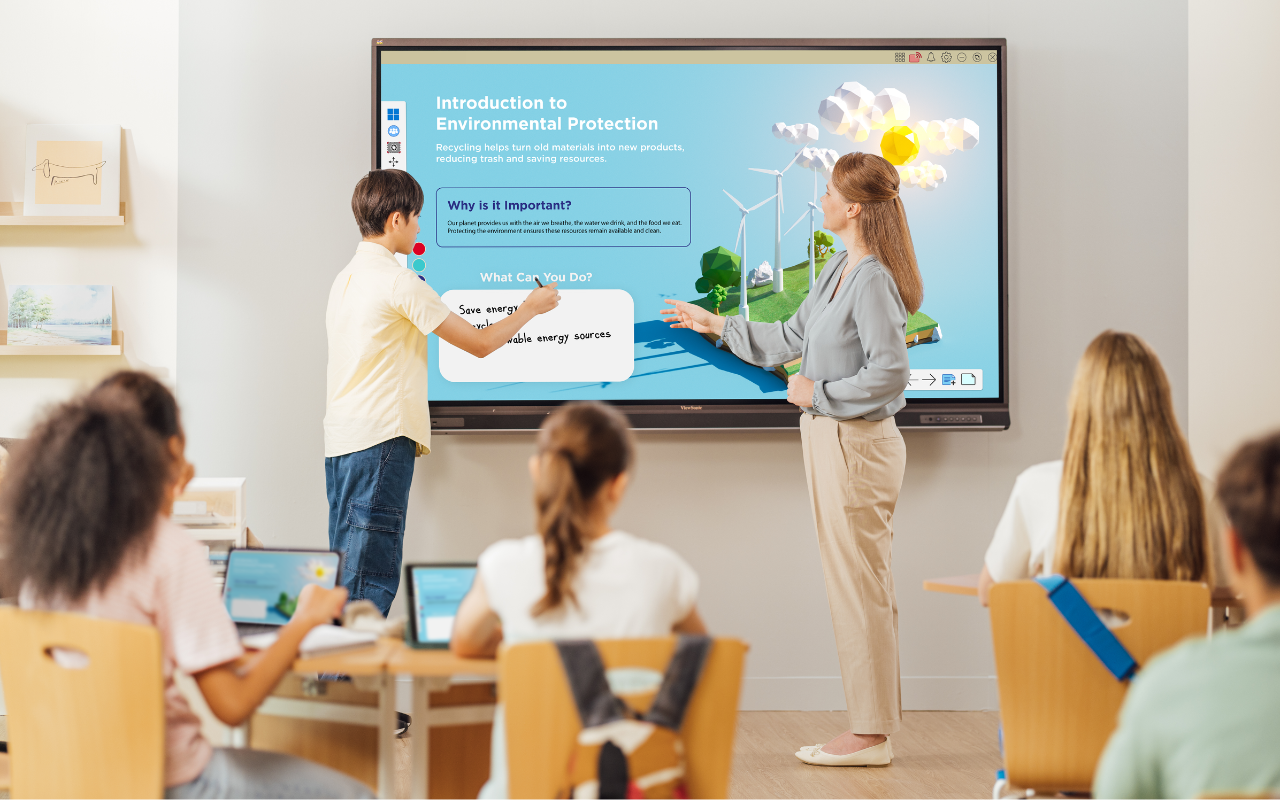 Introduction to
Environmental Protection
Recycling helps turn old materials into new products,
reducing trash and saving resources.
Why is it Important?
Our planet provides us with the air we breathe, the water we drink, and the food we eat.
Protecting the environment ensures these resources remain available and clean.
What Can You Do?
Save energy
energy sources
ViewSonic